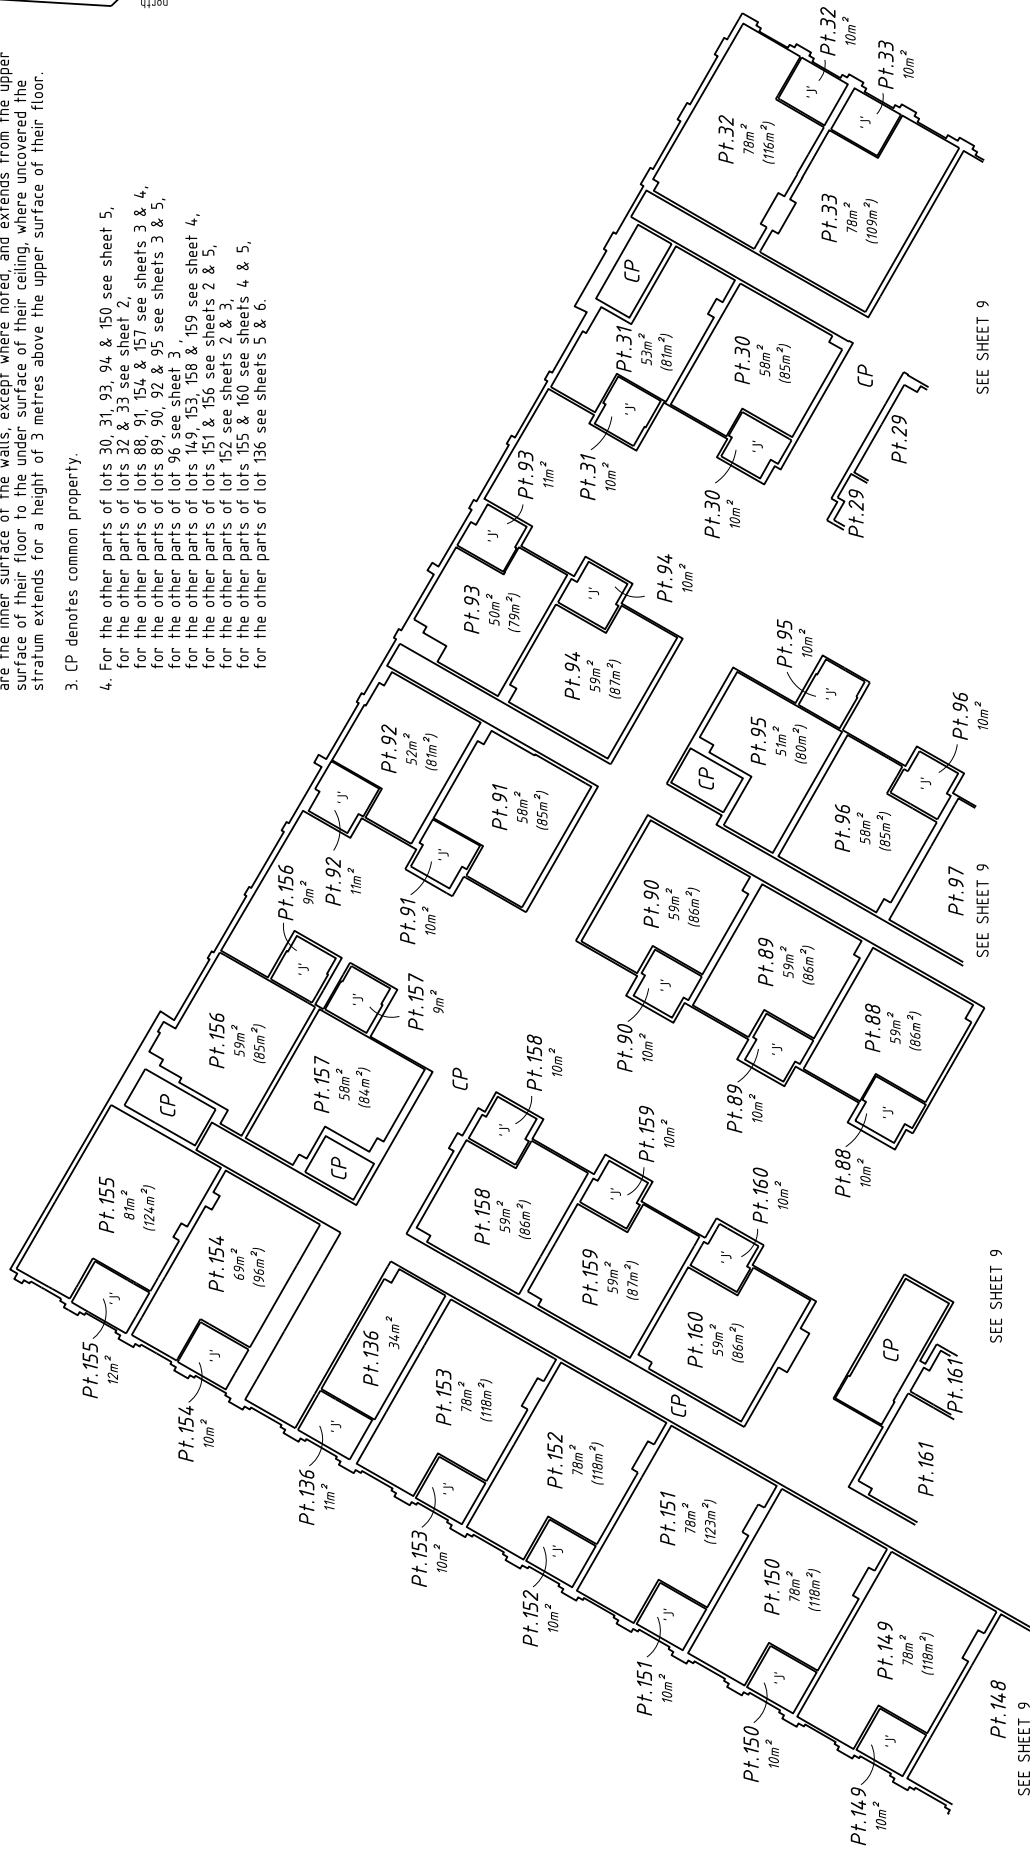 north
are the inner surface of the walls, except where noted, and extends from the upper
surface of their floor to the under surface of their ceiling, where uncovered the
stratum extends for a height of 3 metres above the upper surface of their floor.
3. CP denotes common property.
4. For the other parts of lots 30, 31, 93, 94 & 150 see sheet 5,
for the other parts of lots 32 & 33 see sheet 2,
for the other parts of lots 88, 91, 154 & 157 see sheets 3 & 4,
for the other parts of lots 89, 90, 92 & 95 see sheets 3 & 5,
for the other parts of lot 96 see sheet 3 ,
for the other parts of lots 149, 153, 158 & 159 see sheet 4,
for the other parts of lots 151 & 156 see sheets 2 & 5,
for the other parts of lot 152 see sheets 2 & 3,
for the other parts of lots 155 & 160 see sheets 4 & 5,
for the other parts of lot 136 see sheets 5 & 6.
Pt.155
81m²
(124m²)
'J'
Pt.155
12m²
Pt.154
69m²
(96m²)
'J'
Pt.154
10m²
CP
Pt.156
59m²
(85m²)
'J'
Pt.156
9m²
Pt.157
58m²
(84m²)
'J'
Pt.157
9m²
CP
CP
Pt.136
34m²
'J'
Pt.136
11m²
Pt.153
78m²
(118m²)
'J'
Pt.153
10m²
Pt.152
78m²
(118m²)
'J'
Pt.152
10m²
Pt.151
78m²
(123m²)
'J'
Pt.151
10m²
Pt.150
78m²
(118m²)
'J'
Pt.150
10m²
Pt.149
78m²
(118m²)
'J'
Pt.149
10m²
Pt.148
SEE SHEET 9
Pt.158
59m²
(86m²)
'J'
Pt.158
10m²
Pt.159
59m²
(87m²)
'J'
Pt.159
10m²
Pt.160
59m²
(86m²)
'J'
Pt.160
10m²
CP
CP
Pt.161
Pt.161
SEE SHEET 9
Pt.92
52m²
(81m²)
'J'
Pt.92
11m²
Pt.91
58m²
(85m²)
'J'
Pt.91
10m²
Pt.90
59m²
(86m²)
'J'
Pt.90
10m²
Pt.89
59m²
(86m²)
'J'
Pt.89
10m²
Pt.88
59m²
(86m²)
'J'
Pt.88
10m²
Pt.93
50m²
(79m²)
'J'
Pt.93
11m²
Pt.94
59m²
(87m²)
'J'
Pt.94
10m²
CP
Pt.95
51m²
(80m²)
'J'
Pt.95
10m²
Pt.96
58m²
(85m²)
'J'
Pt.96
10m²
Pt.97
SEE SHEET 9
CP
Pt.31
53m²
(81m²)
'J'
Pt.31
10m²
Pt.30
58m²
(85m²)
'J'
Pt.30
10m²
CP
Pt.29
Pt.29
SEE SHEET 9
Pt.32
78m²
(116m²)
'J'
Pt.32
10m²
Pt.33
78m²
(109m²)
'J'
Pt.33
10m²